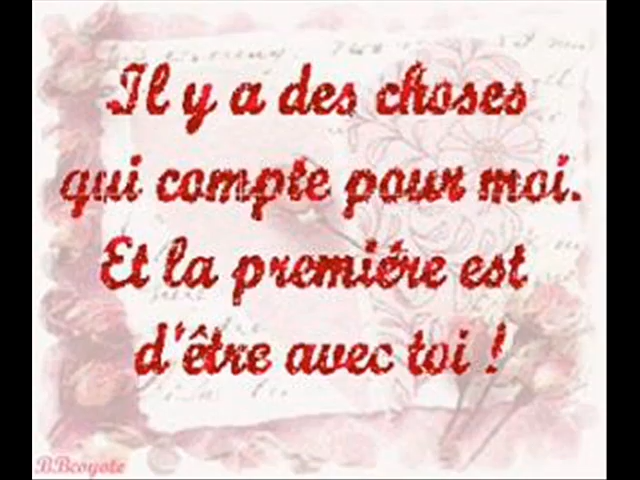 Il y a des choses
qui compte pour moi.
Et la première est
d'être avec toi !
BBcoyote